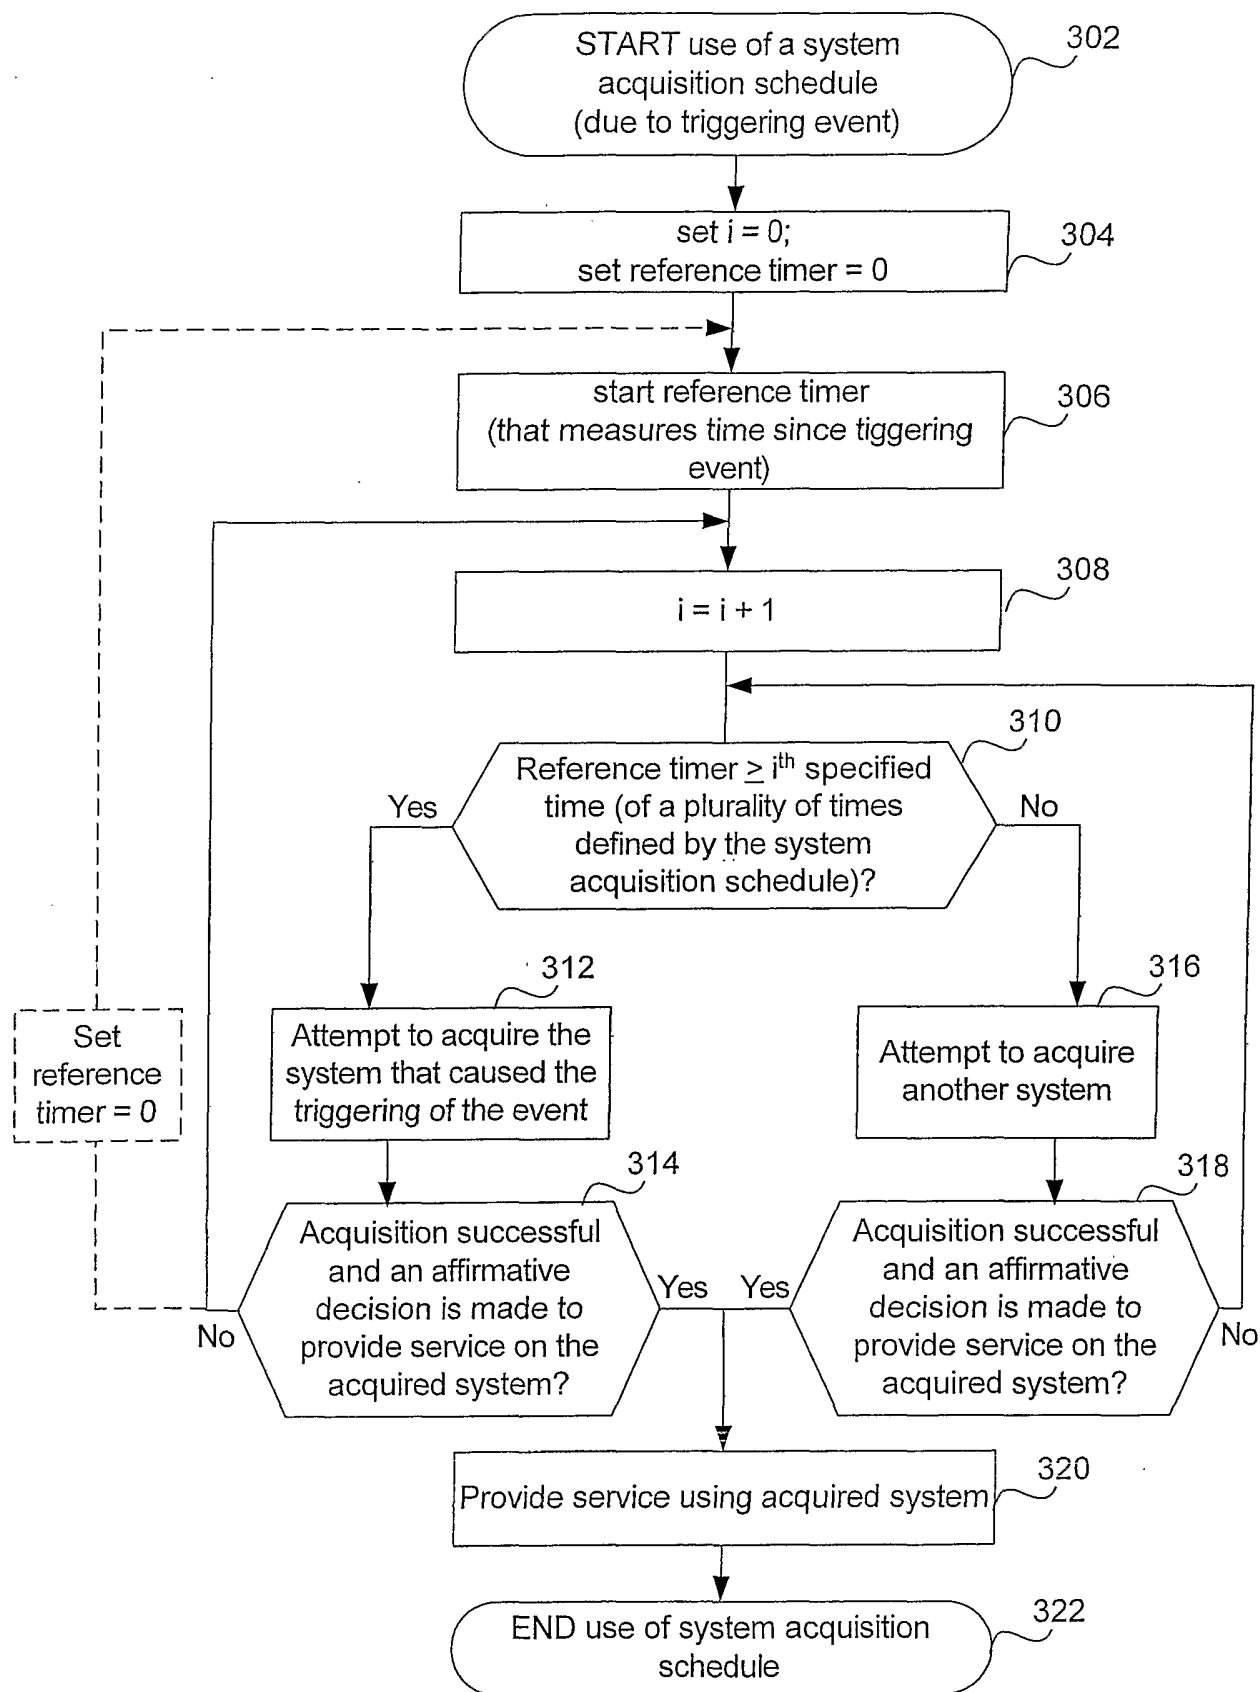 START use of a system
acquisition schedule
(due to triggering event)
302
set i = 0;
set reference timer = 0
304
start reference timer
(that measures time since tiggering
event)
306
i = i + 1
308
Reference timer ≥ ith specified
time (of a plurality of times
defined by the system
acquisition schedule)?
310
Yes
No
312
Attempt to acquire the
system that caused the
triggering of the event
316
Attempt to acquire
another system
Set
reference
timer = 0
314
Acquisition successful
and an affirmative
decision is made to
provide service on the
acquired system?
No
Yes
318
Acquisition successful
and an affirmative
decision is made to
provide service on the
acquired system?
Yes
No
Provide service using acquired system
320
END use of system acquisition
schedule
322